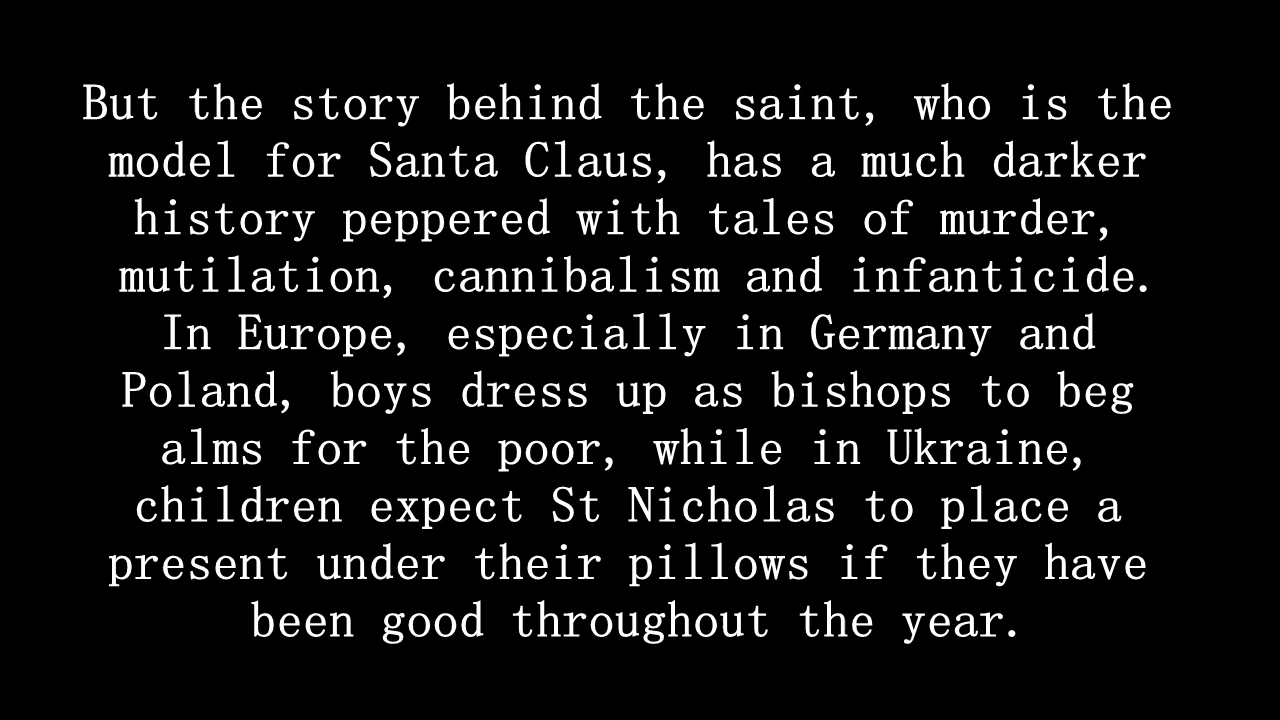 But the story behind the saint, who is the
model for Santa Claus, has a much darker
history peppered with tales of murder,
mutilation, cannibalism and infanticide.
In Europe, especially in Germany and
Poland, boys dress up as bishops to beg
alms for the poor, while in Ukraine,
children expect St Nicholas to place a
present under their pillows if they have
been good throughout the year.